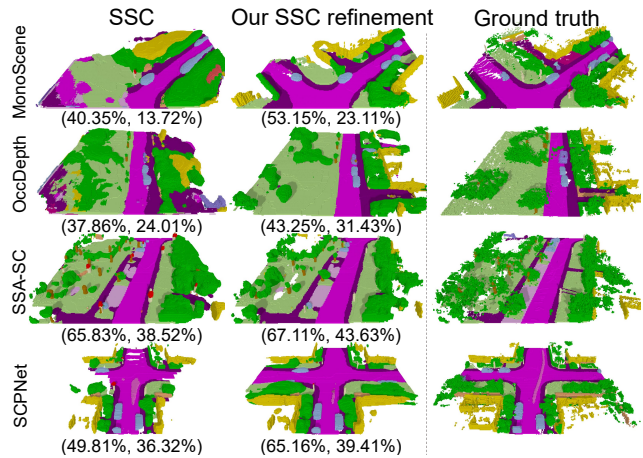 SSC Our SSC refinement Ground truth
MonoScene
(40.35%, 13.72%) (53.15%, 23.11%)
OccDepth
(37.86%, 24.01%) (43.25%, 31.43%)
SSA-SC
(65.83%, 38.52%) (67.11%, 43.63%)
SCPNet
(49.81%, 36.32%) (65.16%, 39.41%)